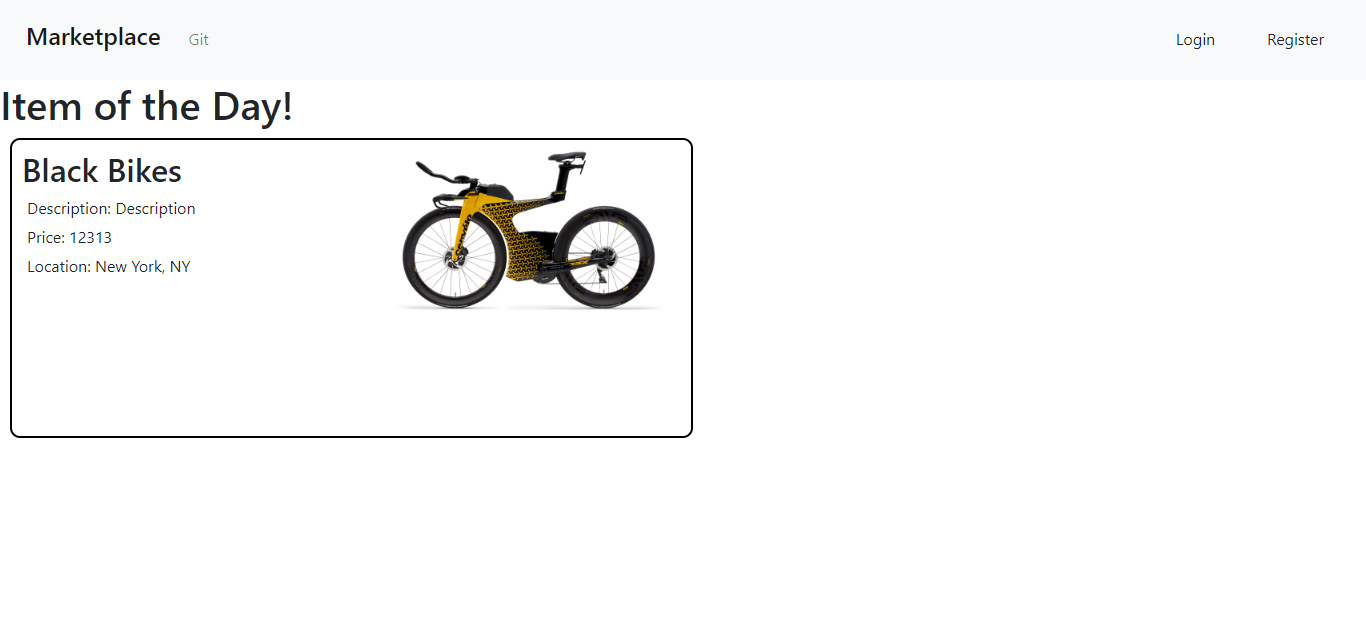 Marketplace Git Login Register
Item of the Day!
Black Bikes
Description: Description
Price: 12313
Location: New York, NY